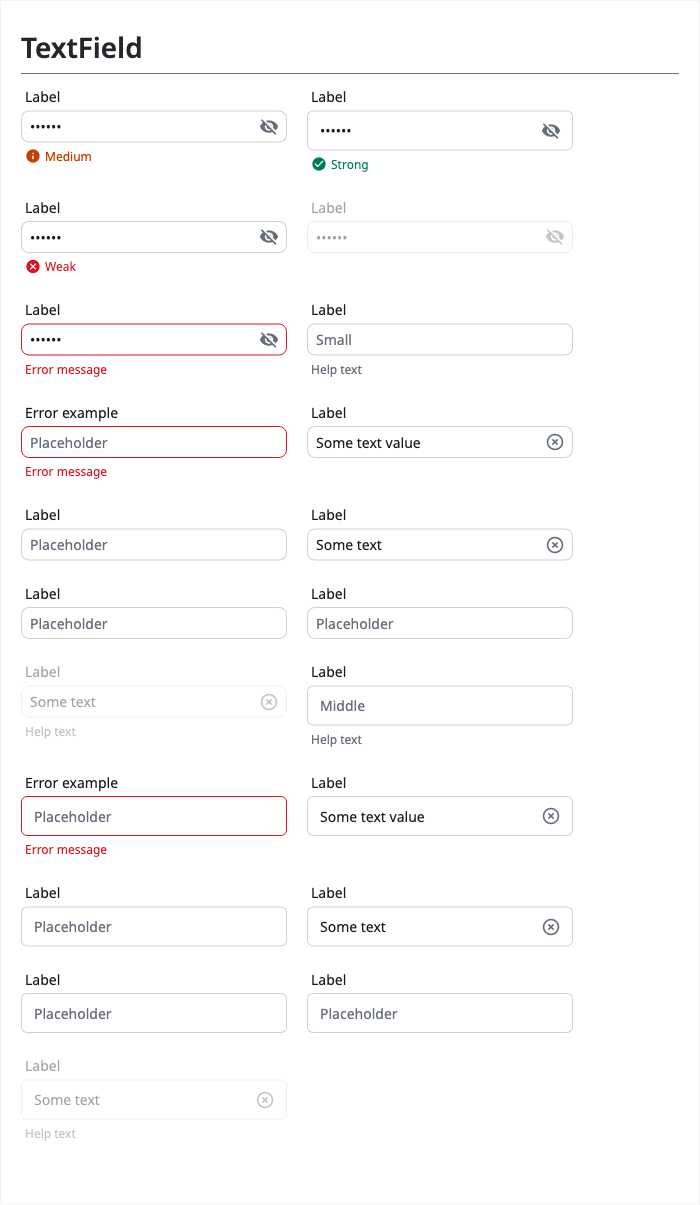 TextField
Label
Label
••••••
••••••
Medium
Strong
Label
Label
••••••
••••••
Weak
Label
Label
••••••
Small
Error message
Help text
Error example
Label
Placeholder
Some text value
Error message
Label
Label
Placeholder
Some text
Label
Label
Placeholder
Placeholder
Label
Label
Some text
Middle
Help text
Help text
Error example
Label
Placeholder
Some text value
Error message
Label
Label
Placeholder
Some text
Label
Label
Placeholder
Placeholder
Label
Some text
Help text